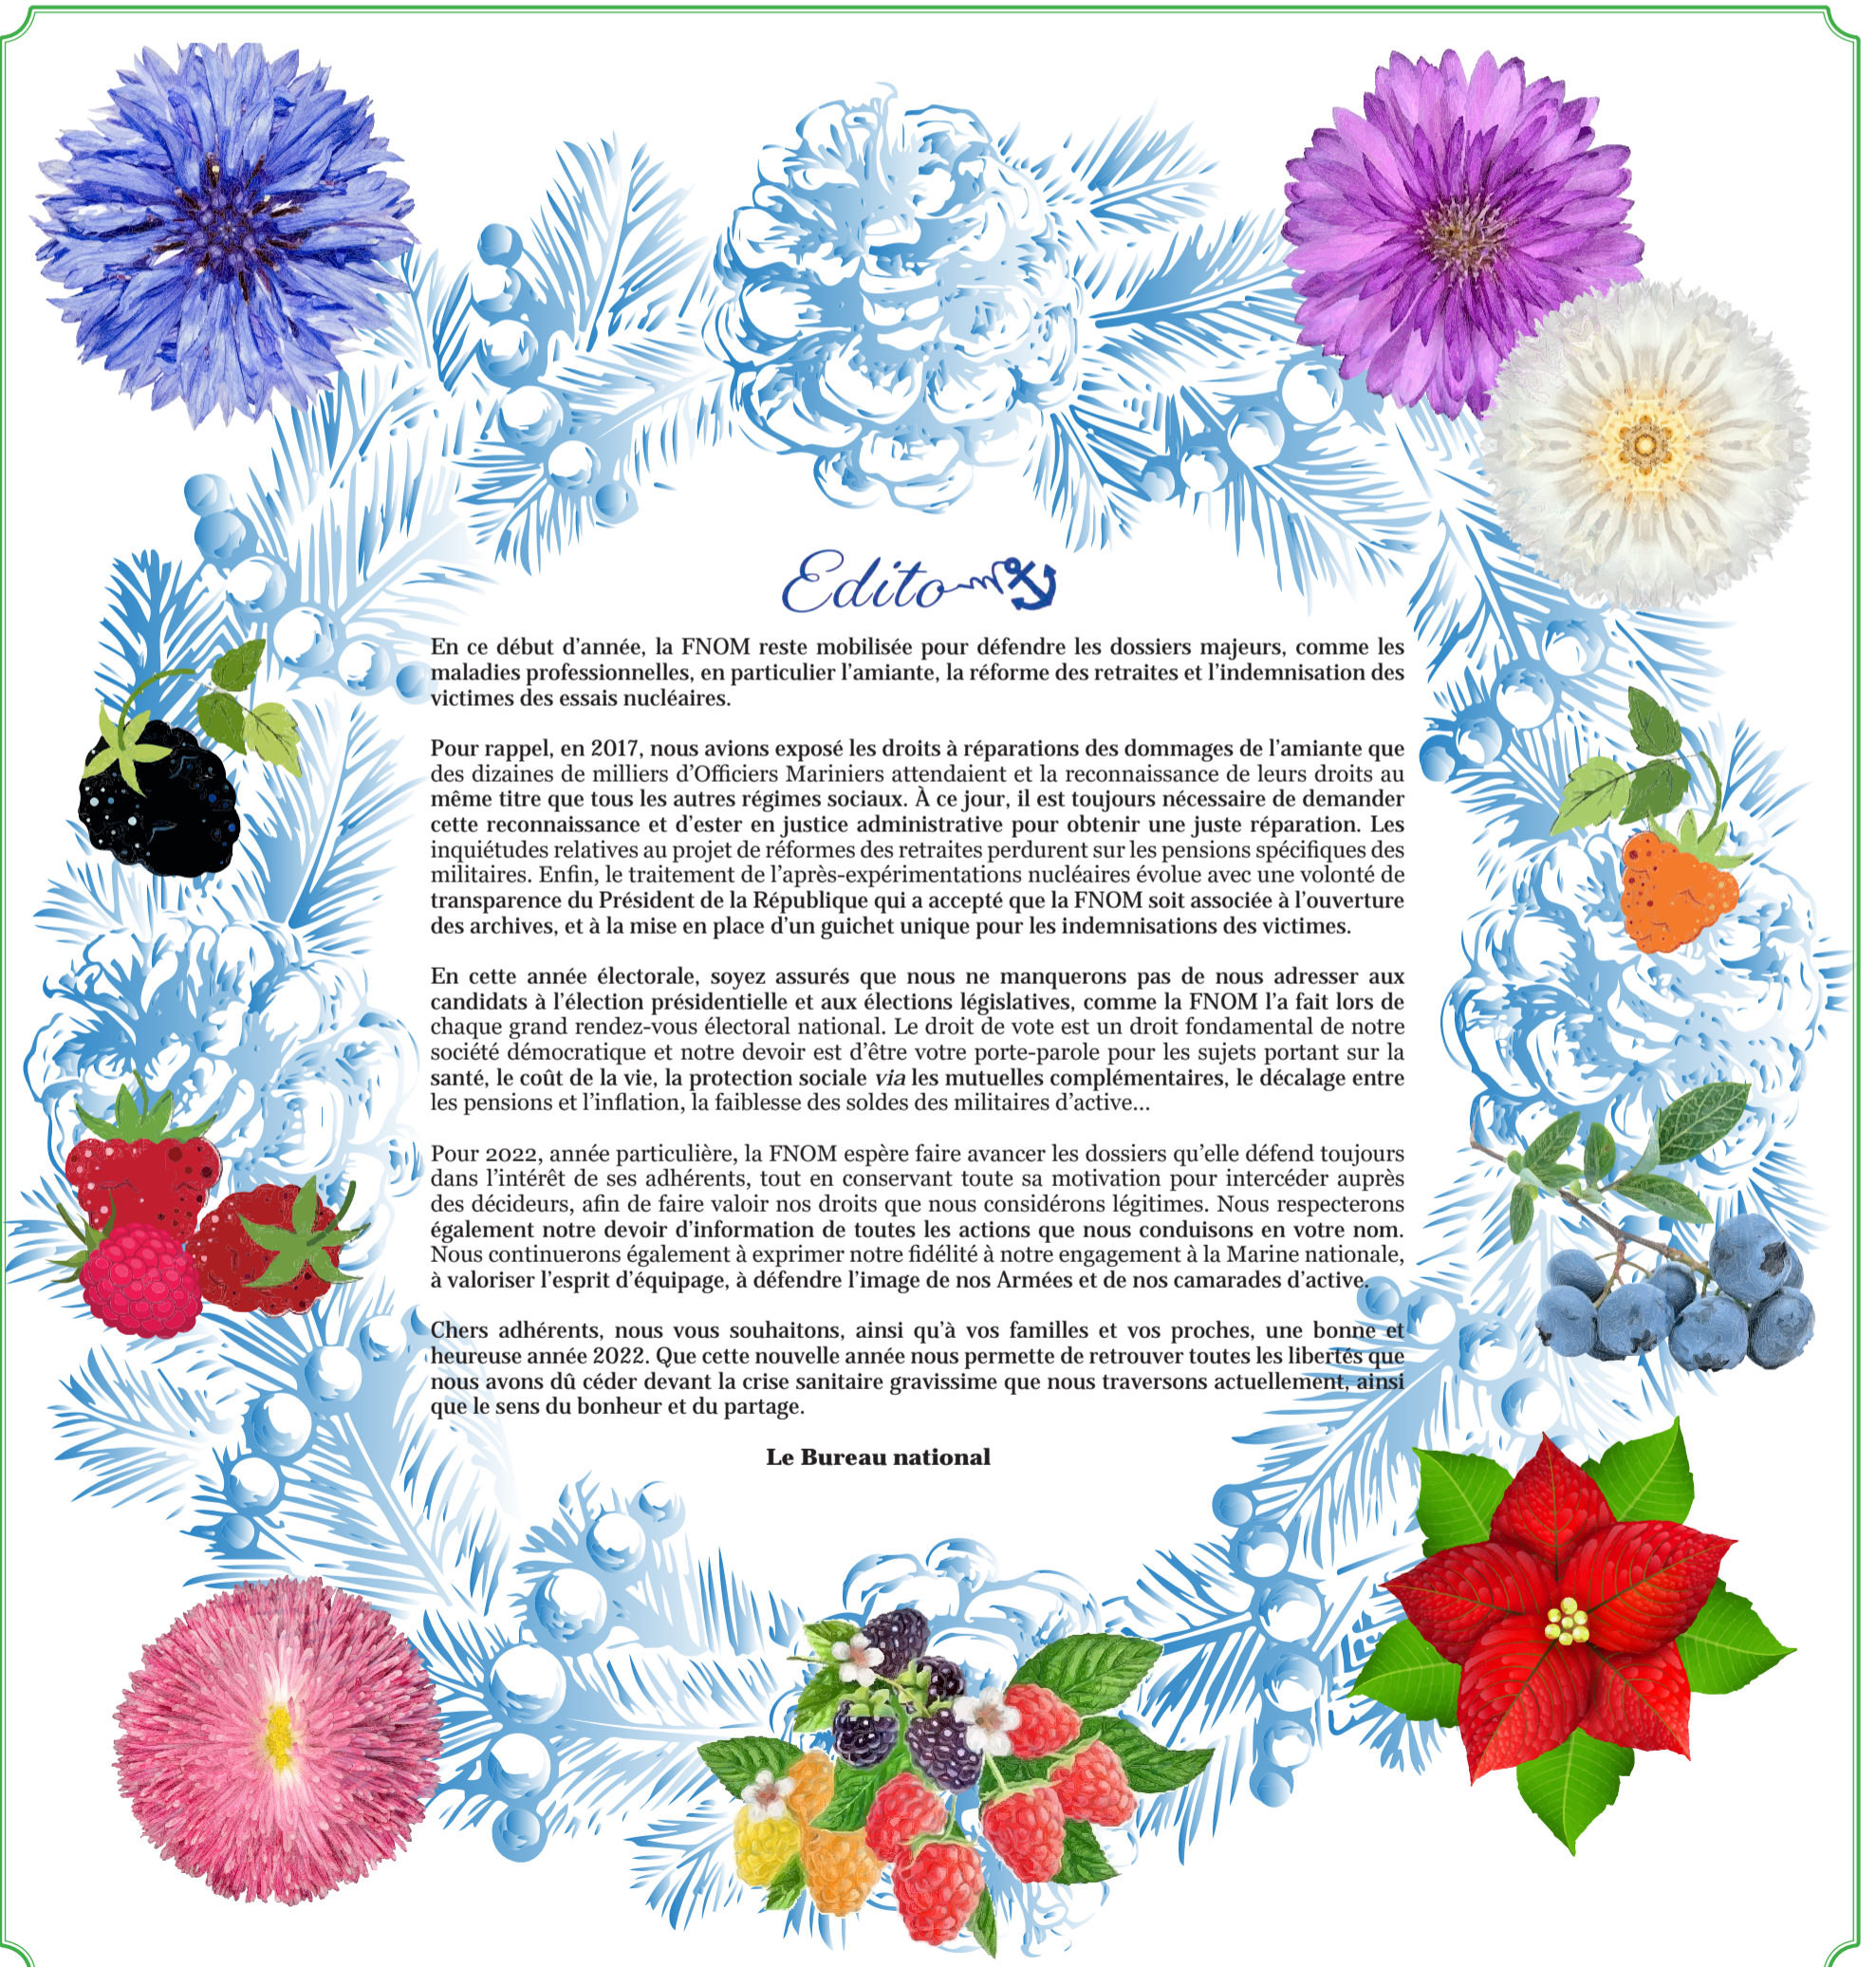 Edito
En ce début d'année, la FNOM reste mobilisée pour défendre les dossiers majeurs, comme les
maladies professionnelles, en particulier l'amiante, la réforme des retraites et l'indemnisation des
victimes des essais nucléaires.
Pour rappel, en 2017, nous avions exposé les droits à réparations des dommages de l'amiante que
des dizaines de milliers d'Officiers Mariniers attendaient et la reconnaissance de leurs droits au
même titre que tous les autres régimes sociaux. À ce jour, il est toujours nécessaire de demander
cette reconnaissance et d'ester en justice administrative pour obtenir une juste réparation. Les
inquiétudes relatives au projet de réformes des retraites perdurent sur les pensions spécifiques des
militaires. Enfin, le traitement de l'après-expérimentations nucléaires évolue avec une volonté de
transparence du Président de la République qui a accepté que la FNOM soit associée à l'ouverture
des archives, et à la mise en place d'un guichet unique pour les indemnisations des victimes.
En cette année électorale, soyez assurés que nous ne manquerons pas de nous adresser aux
candidats à l'élection présidentielle et aux élections législatives, comme la FNOM l'a fait lors de
chaque grand rendez-vous électoral national. Le droit de vote est un droit fondamental de notre
société démocratique et notre devoir est d'être votre porte-parole pour les sujets portant sur la
santé, le coût de la vie, la protection sociale via les mutuelles complémentaires, le décalage entre
les pensions et l'inflation, la faiblesse des soldes des militaires d'active...
Pour 2022, année particulière, la FNOM espère faire avancer les dossiers qu'elle défend toujours
dans l'intérêt de ses adhérents, tout en conservant toute sa motivation pour intercéder auprès
des décideurs, afin de faire valoir nos droits que nous considérons légitimes. Nous respecterons
également notre devoir d'information de toutes les actions que nous conduisons en votre nom.
Nous continuerons également à exprimer notre fidélité à notre engagement à la Marine nationale,
à valoriser l'esprit d'équipage, à défendre l'image de nos Armées et de nos camarades d'active.
Chers adhérents, nous vous souhaitons, ainsi qu'à vos familles et vos proches, une bonne et
heureuse année 2022. Que cette nouvelle année nous permette de retrouver toutes les libertés que
nous avons dû céder devant la crise sanitaire gravissime que nous traversons actuellement, ainsi
que le sens du bonheur et du partage.
Le Bureau national